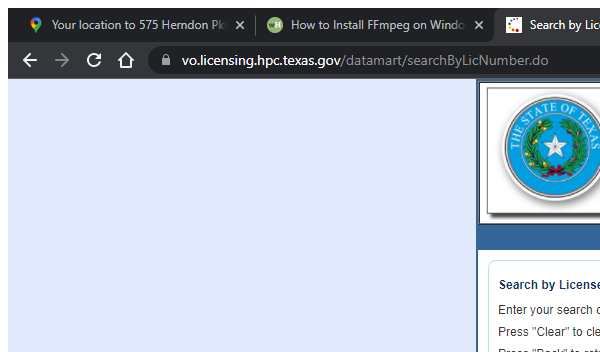 Your location to 575 Herndon Pk
How to Install FFmpeg on Windo
Search by Lic
vo.licensing.hpc.texas.gov/datamart/searchByLicNumber.do
THE STATE OF TEXAS
Search by License
Enter your search c
Press "Clear" to cle
Press "Back" to